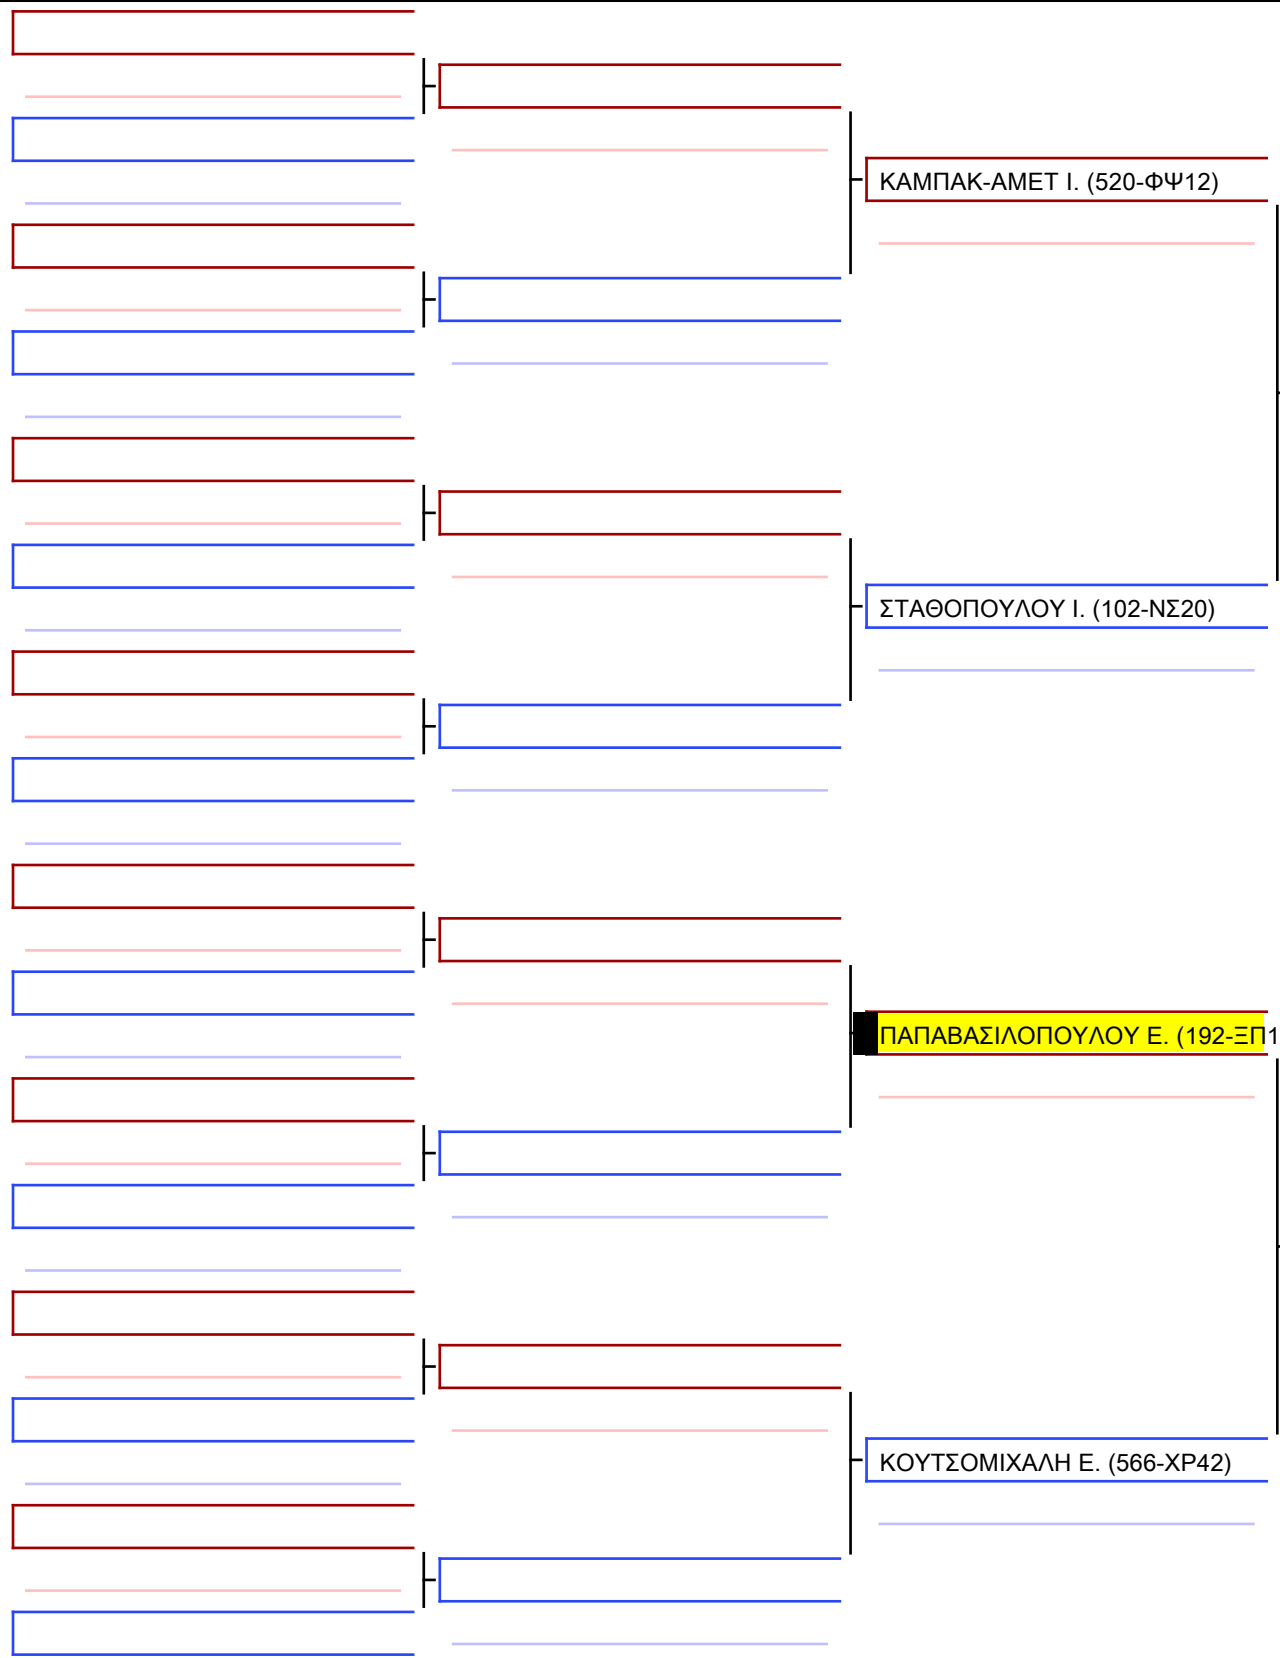 ΚΑΜΠΑΚ-ΑΜΕΤ Ι. (520-ΦΨ12)
ΣΤΑΘΟΠΟΥΛΟΥ Ι. (102-ΝΣ20)
ΠΑΠΑΒΑΣΙΛΟΠΟΥΛΟΥ Ε. (192-ΞΠ1
ΚΟΥΤΣΟΜΙΧΑΛΗ Ε. (566-ΧΡ42)